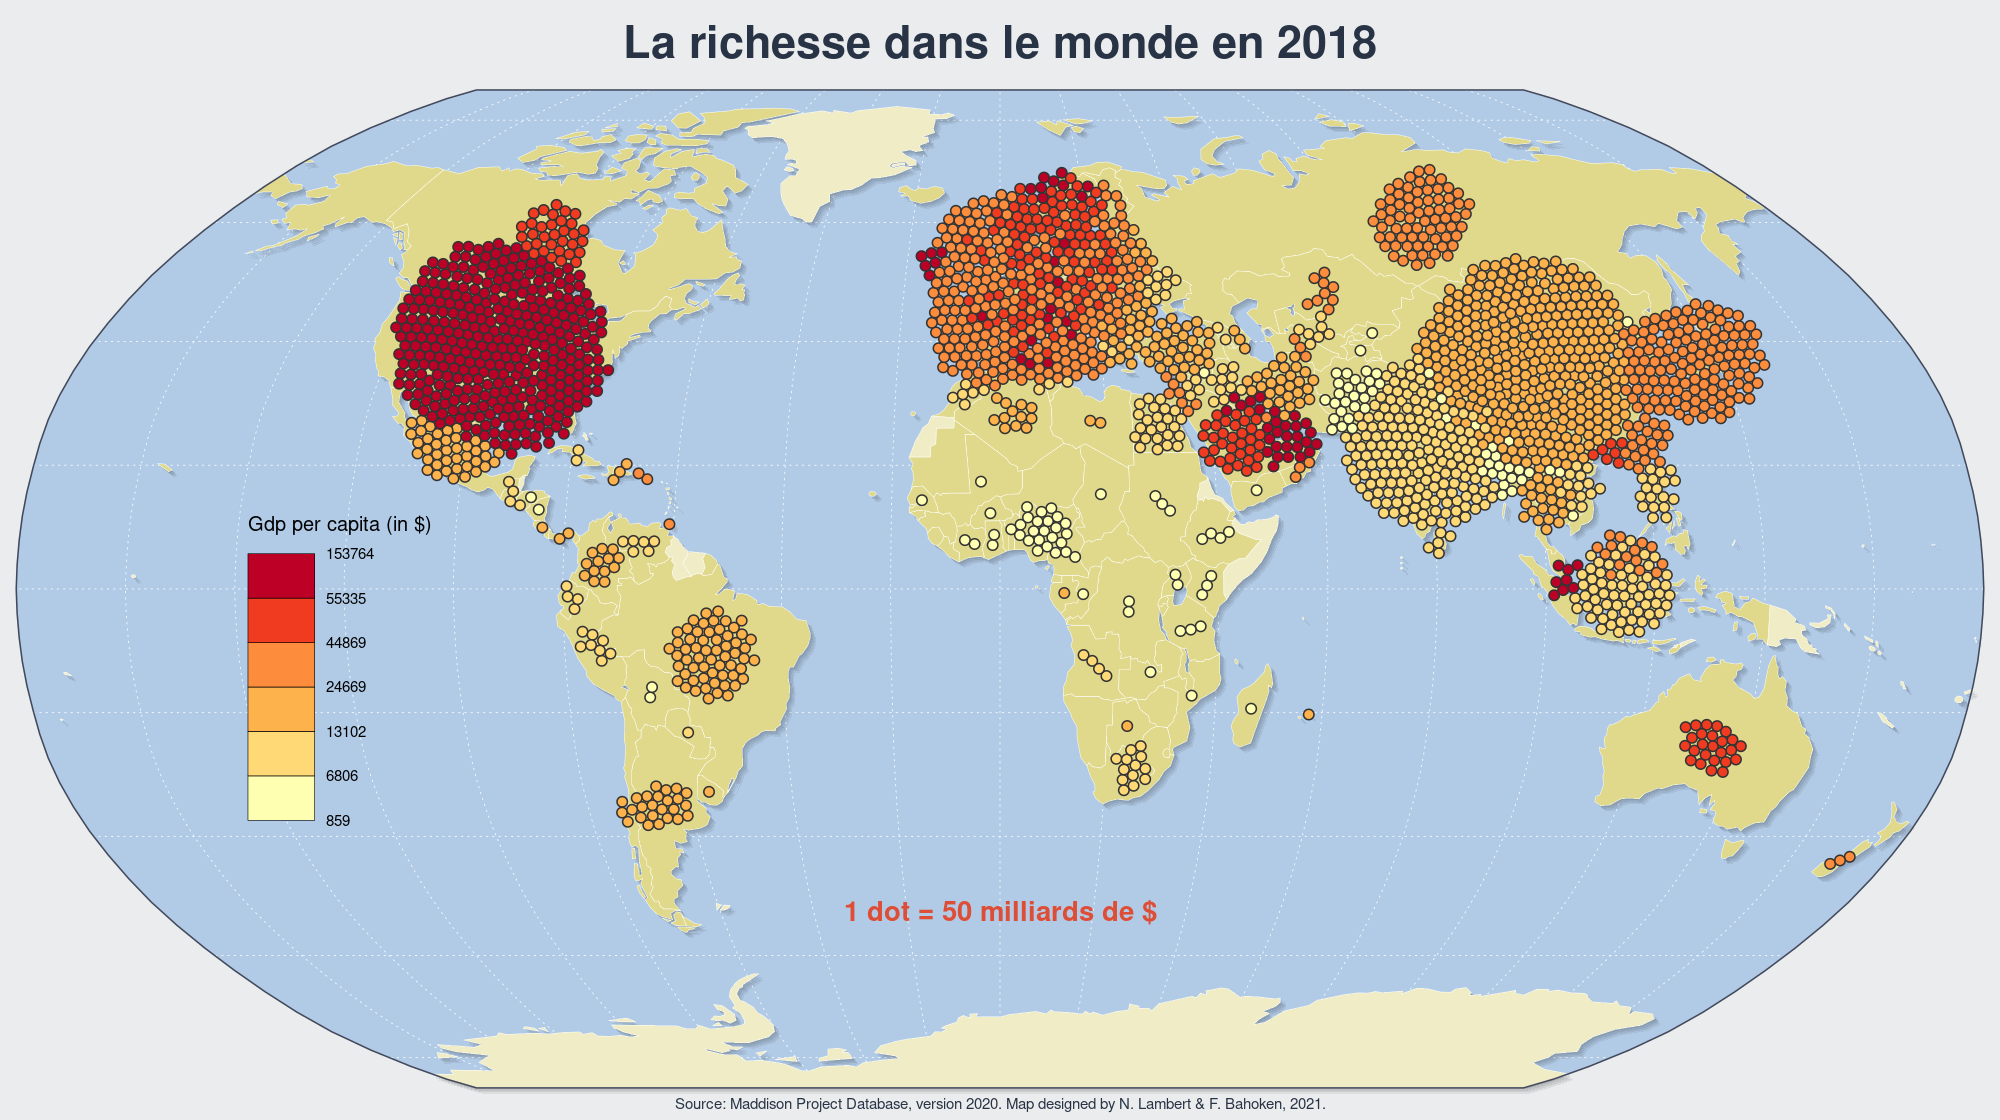 La richesse dans le monde en 2018
Gdp per capita (in $)
153764
55335
44869
24669
13102
6806
859
1 dot = 50 milliards de $
Source: Maddison Project Database, version 2020. Map designed by N. Lambert & F. Bahoken, 2021.